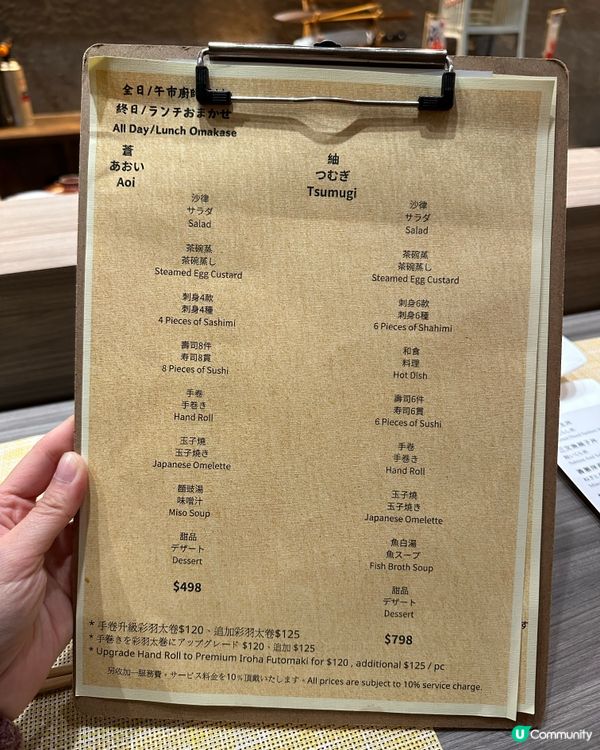 全日/午市廚
終日/ランチおまかせ
All Day/Lunch Omakase
蒼
あおい
Aoi
沙律
サラダ
Salad
茶碗蒸
茶碗蒸し
Steamed Egg Custard
刺身4款
刺身4種
4 Pieces of Sashimi
壽司8件
寿司8貫
8 Pieces of Sushi
手卷
手巻き
Hand Roll
玉子燒
玉子焼き
Japanese Omelette
麵豉湯
味噌汁
Miso Soup
甜品
デザート
Dessert
$498
紬
つむぎ
Tsumugi
沙律
サラダ
Salad
茶碗蒸
茶碗蒸し
Steamed Egg Custard
刺身6款
刺身6種
6 Pieces of Shahimi
和食
料理
Hot Dish
壽司6件
寿司6貫
6 Pieces of Sushi
手卷
手巻き
Hand Roll
玉子燒
玉子焼き
Japanese Omelette
魚白湯
魚スープ
Fish Broth Soup
甜品
デザート
Dessert
$798
* 手卷升級彩羽太卷$120、追加彩羽太卷$125
* 手巻きを彩羽太巻にアップグレード $120、追加 $125
* Upgrade Hand Roll to Premium Iroha Futomaki for $120 , additional $125 / pc
另收加一服務費，サービス料金を10%頂戴いたします。All prices are subject to 10% service charge.
U Community